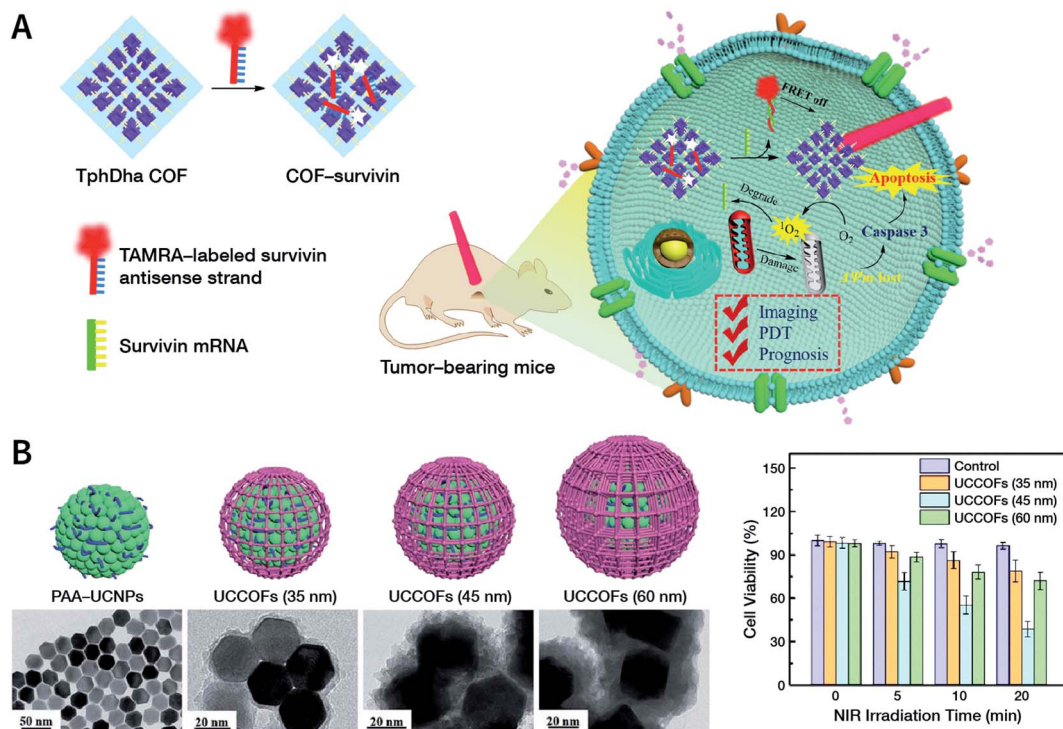 A
TphDha COF
COF–survivin
TAMRA–labeled survivin
antisense strand
Survivin mRNA
Tumor–bearing mice
FRET off
Apoptosis
Degrade
¹O₂
O₂
Caspase 3
Damage
ΔΨm lost
Imaging
PDT
Prognosis
B
PAA–UCNPs
UCCOFs (35 nm)
UCCOFs (45 nm)
UCCOFs (60 nm)
50 nm
20 nm
20 nm
20 nm
Cell Viability (%)
150
120
90
60
30
0
Control
UCCOFs (35 nm)
UCCOFs (45 nm)
UCCOFs (60 nm)
0 5 10 20
NIR Irradiation Time (min)